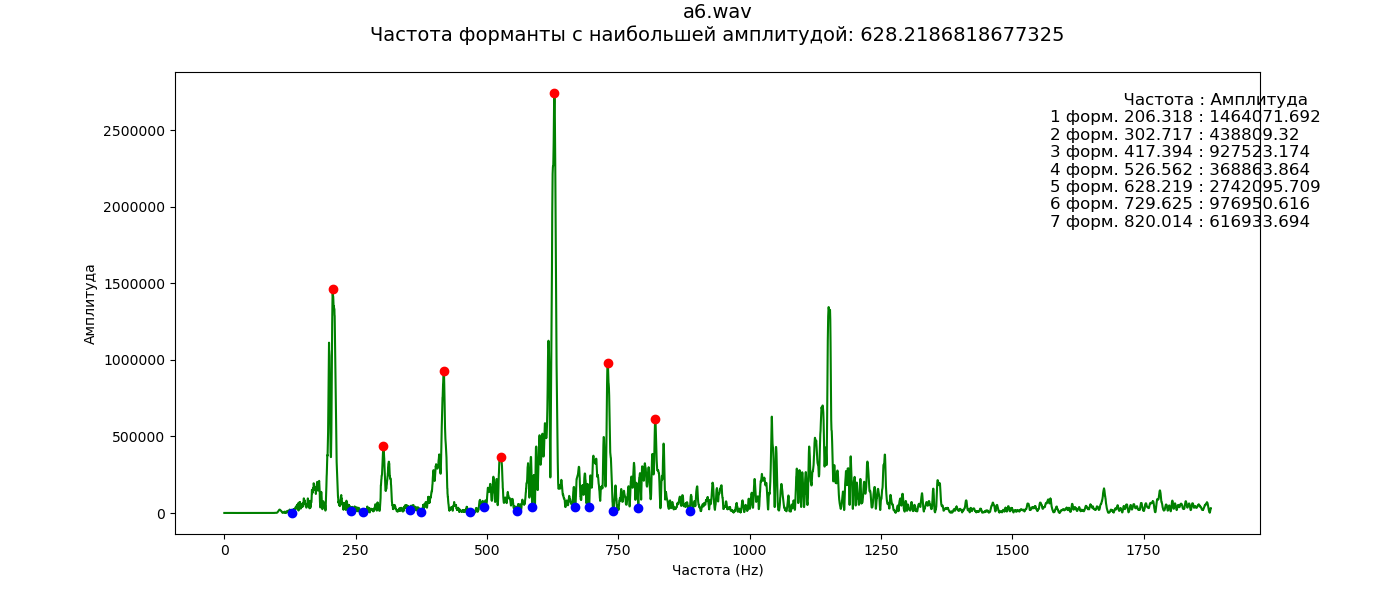 a6.wav
Частота форманты с наибольшей амплитудой: 628.2186818677325
Частота : Амплитуда
1 форм. 206.318 : 1464071.692
2 форм. 302.717 : 438809.32
3 форм. 417.394 : 927523.174
4 форм. 526.562 : 368863.864
5 форм. 628.219 : 2742095.709
6 форм. 729.625 : 976950.616
7 форм. 820.014 : 616933.694
Амплитуда
2500000
2000000
1500000
1000000
500000
0
0 250 500 750 1000 1250 1500 1750
Частота (Hz)